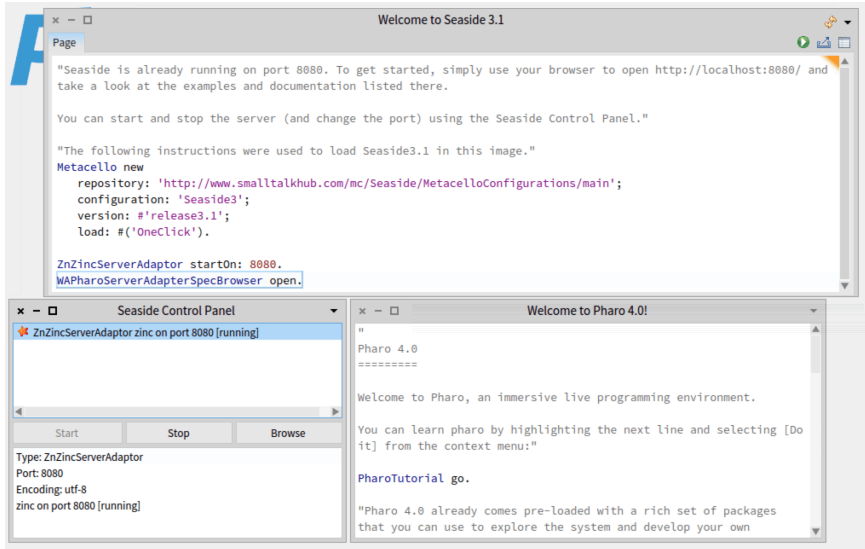 Welcome to Seaside 3.1
Page
"Seaside is already running on port 8080. To get started, simply use your browser to open http://localhost:8080/ and
take a look at the examples and documentation listed there.
You can start and stop the server (and change the port) using the Seaside Control Panel."
"The following instructions were used to load Seaside3.1 in this image."
Metacello new
repository: 'http://www.smalltalkhub.com/mc/Seaside/MetacelloConfigurations/main';
configuration: 'Seaside3';
version: #'release3.1';
load: #('OneClick').
ZnZincServerAdaptor startOn: 8080.
WAPharoServerAdapterSpecBrowser open.
Seaside Control Panel
ZnZincServerAdaptor zinc on port 8080 [running]
Start
Stop
Browse
Type: ZnZincServerAdaptor
Port: 8080
Encoding: utf-8
zinc on port 8080 [running]
Welcome to Pharo 4.0!
"
Pharo 4.0
=========
Welcome to Pharo, an immersive live programming environment.
You can learn pharo by highlighting the next line and selecting [Do
it] from the context menu:"
PharoTutorial go.
"Pharo 4.0 already comes pre-loaded with a rich set of packages
that you can use to explore the system and develop your own